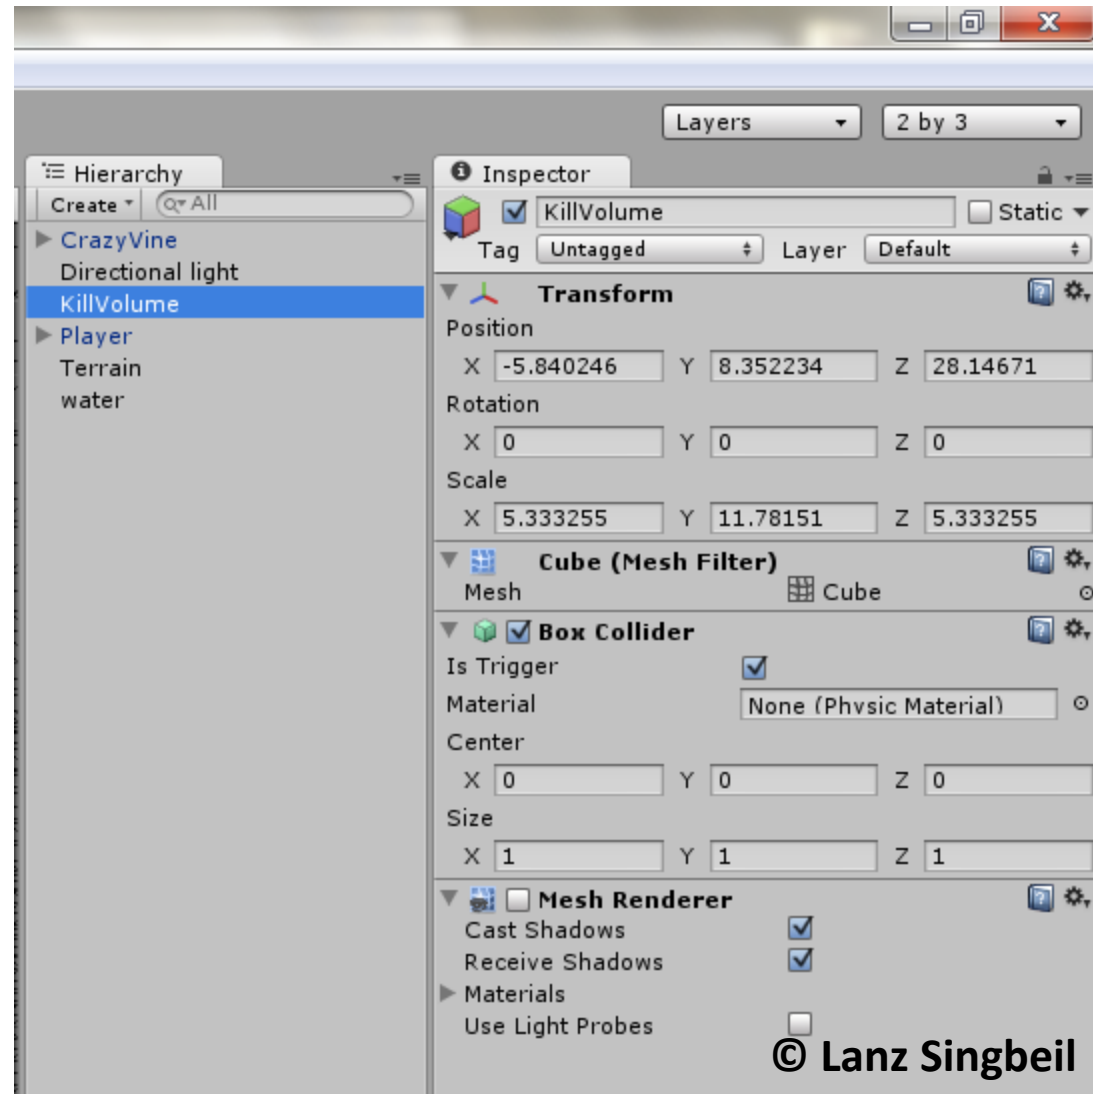 Layers 2 by 3
Hierarchy
Create All
CrazyVine
Directional light
KillVolume
Player
Terrain
water
Inspector
KillVolume Static
Tag Untagged Layer Default
Transform
Position
X -5.840246 Y 8.352234 Z 28.14671
Rotation
X 0 Y 0 Z 0
Scale
X 5.333255 Y 11.78151 Z 5.333255
Cube (Mesh Filter)
Mesh Cube
Box Collider
Is Trigger
Material None (Physic Material)
Center
X 0 Y 0 Z 0
Size
X 1 Y 1 Z 1
Mesh Renderer
Cast Shadows
Receive Shadows
Materials
Use Light Probes
© Lanz Singbeil